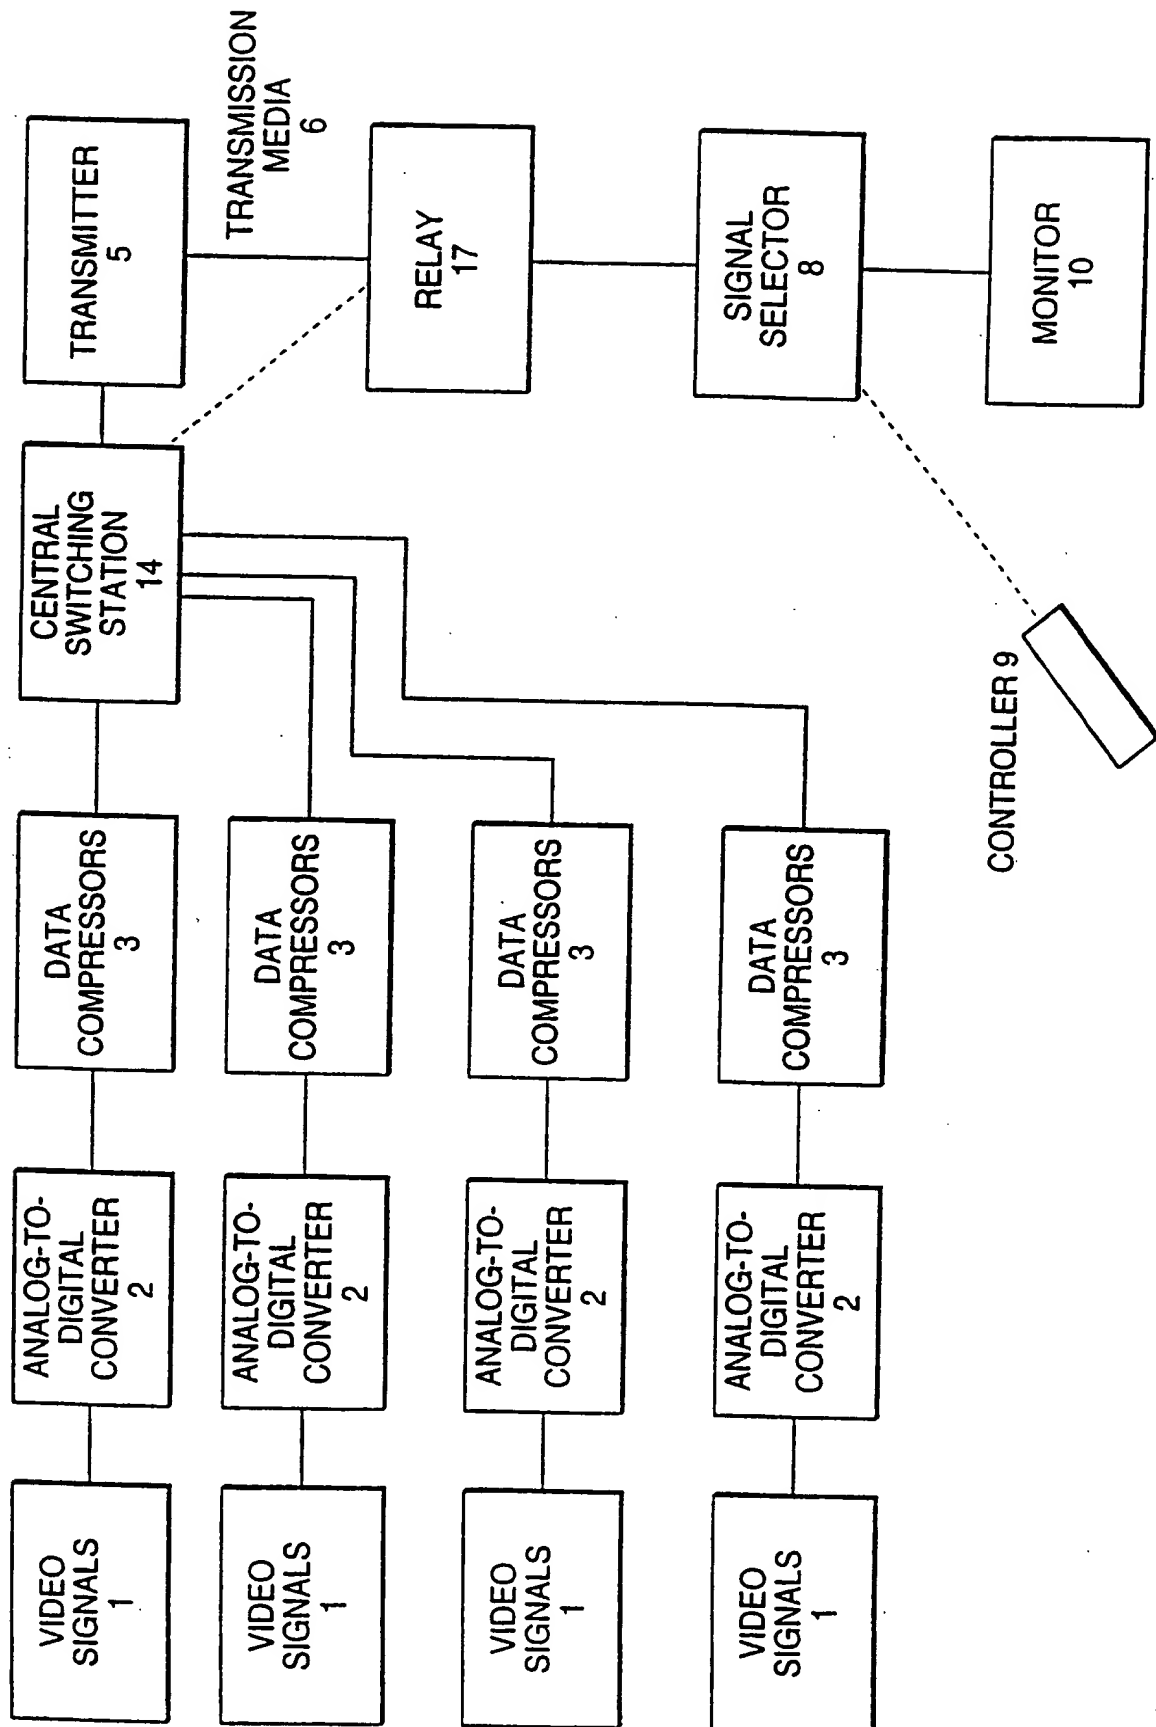 VIDEO
SIGNALS
1
ANALOG-TO-
DIGITAL
CONVERTER
2
DATA
COMPRESSORS
3
CENTRAL
SWITCHING
STATION
14
TRANSMITTER
5
TRANSMISSION
MEDIA
6
VIDEO
SIGNALS
1
ANALOG-TO-
DIGITAL
CONVERTER
2
DATA
COMPRESSORS
3
RELAY
17
VIDEO
SIGNALS
1
ANALOG-TO-
DIGITAL
CONVERTER
2
DATA
COMPRESSORS
3
SIGNAL
SELECTOR
8
VIDEO
SIGNALS
1
ANALOG-TO-
DIGITAL
CONVERTER
2
DATA
COMPRESSORS
3
CONTROLLER 9
MONITOR
10